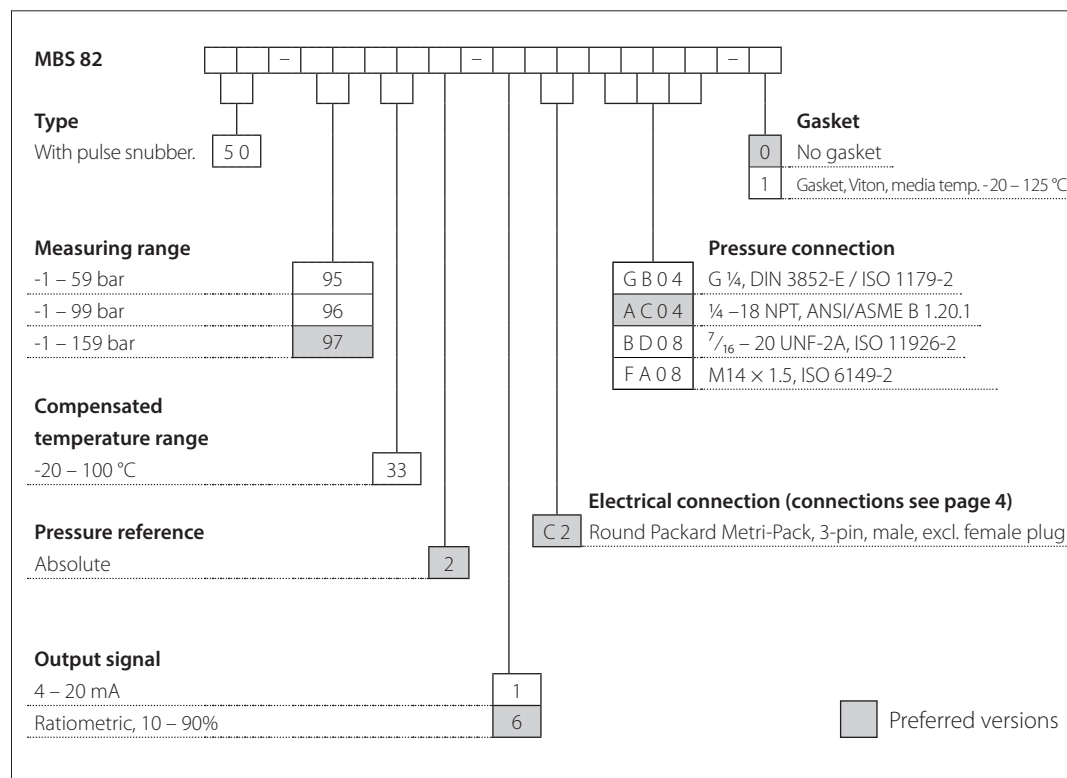 MBS 82 – – –
Type
With pulse snubber. 5 0
Gasket
0 No gasket
1 Gasket, Viton, media temp. -20 – 125 °C
Measuring range
-1 – 59 bar 95
-1 – 99 bar 96
-1 – 159 bar 97
Pressure connection
G B 0 4 G ¼, DIN 3852-E / ISO 1179-2
A C 0 4 ¼ –18 NPT, ANSI/ASME B 1.20.1
B D 0 8 ⁷⁄₁₆ – 20 UNF-2A, ISO 11926-2
F A 0 8 M14 × 1.5, ISO 6149-2
Compensated
temperature range
-20 – 100 °C 33
Electrical connection (connections see page 4)
C 2 Round Packard Metri-Pack, 3-pin, male, excl. female plug
Pressure reference
Absolute 2
Output signal
4 – 20 mA 1
Ratiometric, 10 – 90% 6
Preferred versions